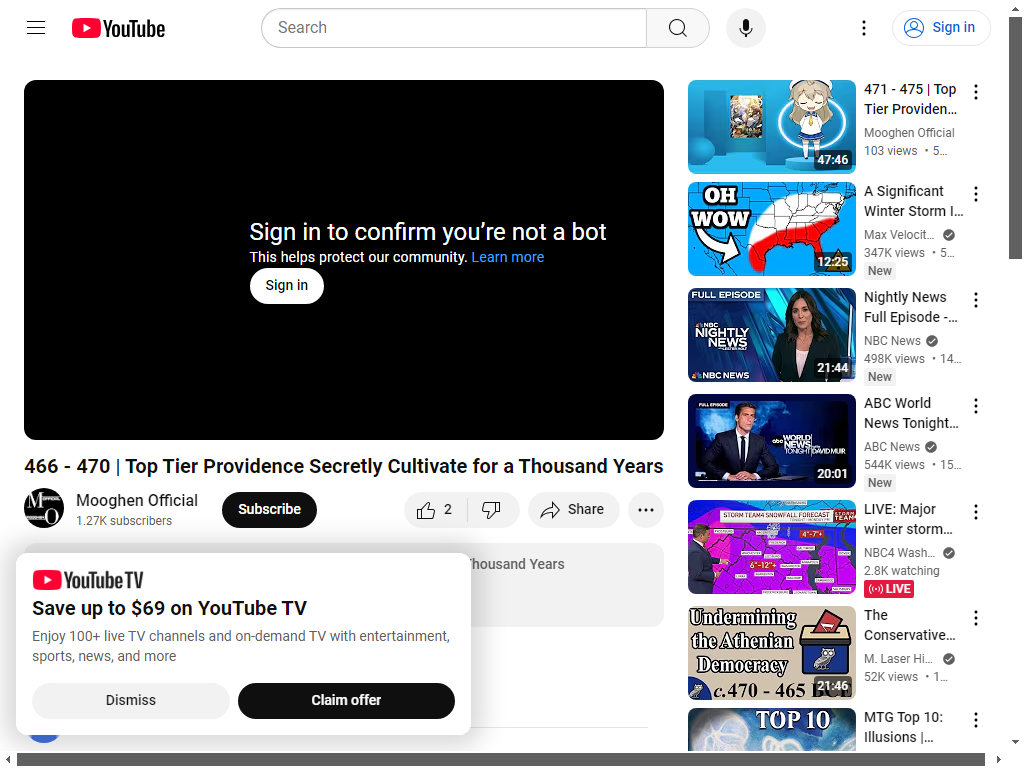 YouTube
Search
Sign in
Sign in to confirm you’re not a bot
This helps protect our community. Learn more
Sign in
466 - 470 | Top Tier Providence Secretly Cultivate for a Thousand Years
Mooghen Official
1.27K subscribers
Subscribe
2
Share
Thousand Years
YouTube TV
Save up to $69 on YouTube TV
Enjoy 100+ live TV channels and on-demand TV with entertainment,
sports, news, and more
Dismiss
Claim offer
47:46
471 - 475 | Top
Tier Providen...
Mooghen Official
103 views • 5...
OH
WOW
12:25
A Significant
Winter Storm I...
Max Velocit...
347K views • 5...
New
FULL EPISODE
NBC
NIGHTLY
NEWS
NBC NEWS
21:44
Nightly News
Full Episode -...
NBC News
498K views • 14...
New
FULL EPISODE
abc WORLD
NEWS
TONIGHT DAVID MUIR
20:01
ABC World
News Tonight...
ABC News
544K views • 15...
New
STORM TEAM4 SNOWFALL FORECAST
4"-7"+
6"-12"+
LIVE: Major
winter storm...
NBC4 Wash...
2.8K watching
LIVE
Undermining
the Athenian
Democracy
c.470 - 465 BCE
21:46
The
Conservative...
M. Laser Hi...
52K views • 1...
TOP 10
MTG Top 10:
Illusions |...